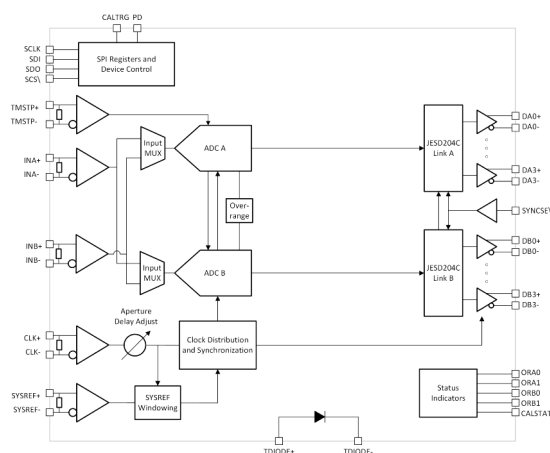 CALTRG PD
SCLK
SDI
SDO
SCS\
SPI Registers and
Device Control
TMSTP+
TMSTP-
INA+
INA-
Input
MUX
ADC A
JESD204C
Link A
DA0+
DA0-
DA3+
DA3-
Over-
range
SYNCSE\
INB+
INB-
Input
MUX
ADC B
JESD204C
Link B
DB0+
DB0-
DB3+
DB3-
Aperture
Delay Adjust
CLK+
CLK-
Clock Distribution
and Synchronization
SYSREF+
SYSREF-
SYSREF
Windowing
Status
Indicators
ORA0
ORA1
ORB0
ORB1
CALSTAT
TDIODE+
TDIODE-